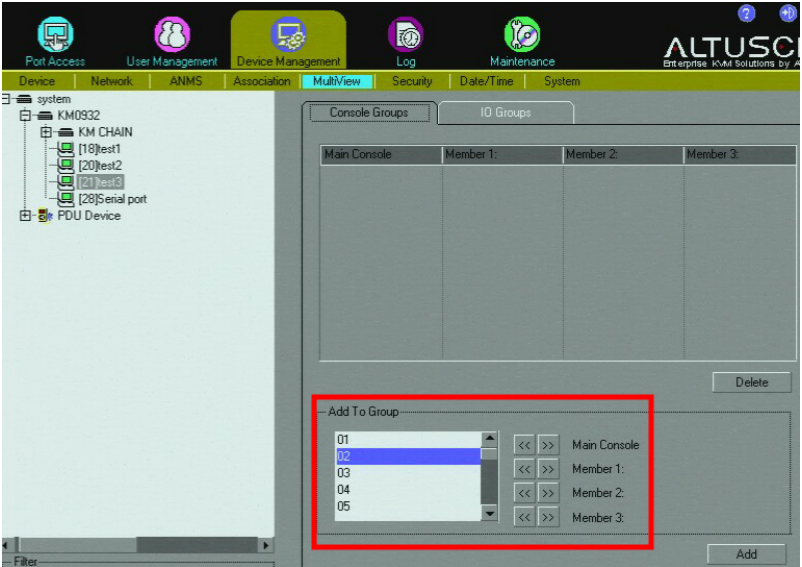 Port Access User Management Device Management Log Maintenance
ALTUSC
Enterprise KVM Solutions by A
Device Network ANMS Association MultiView Security Date/Time System
system
KM0932
KM CHAIN
[18]test1
[20]test2
[21]test3
[28]Serial port
PDU Device
Filter
Console Groups IO Groups
Main Console Member 1: Member 2: Member 3:
Delete
Add To Group
01
02
03
04
05
<< >> Main Console
<< >> Member 1:
<< >> Member 2:
<< >> Member 3:
Add